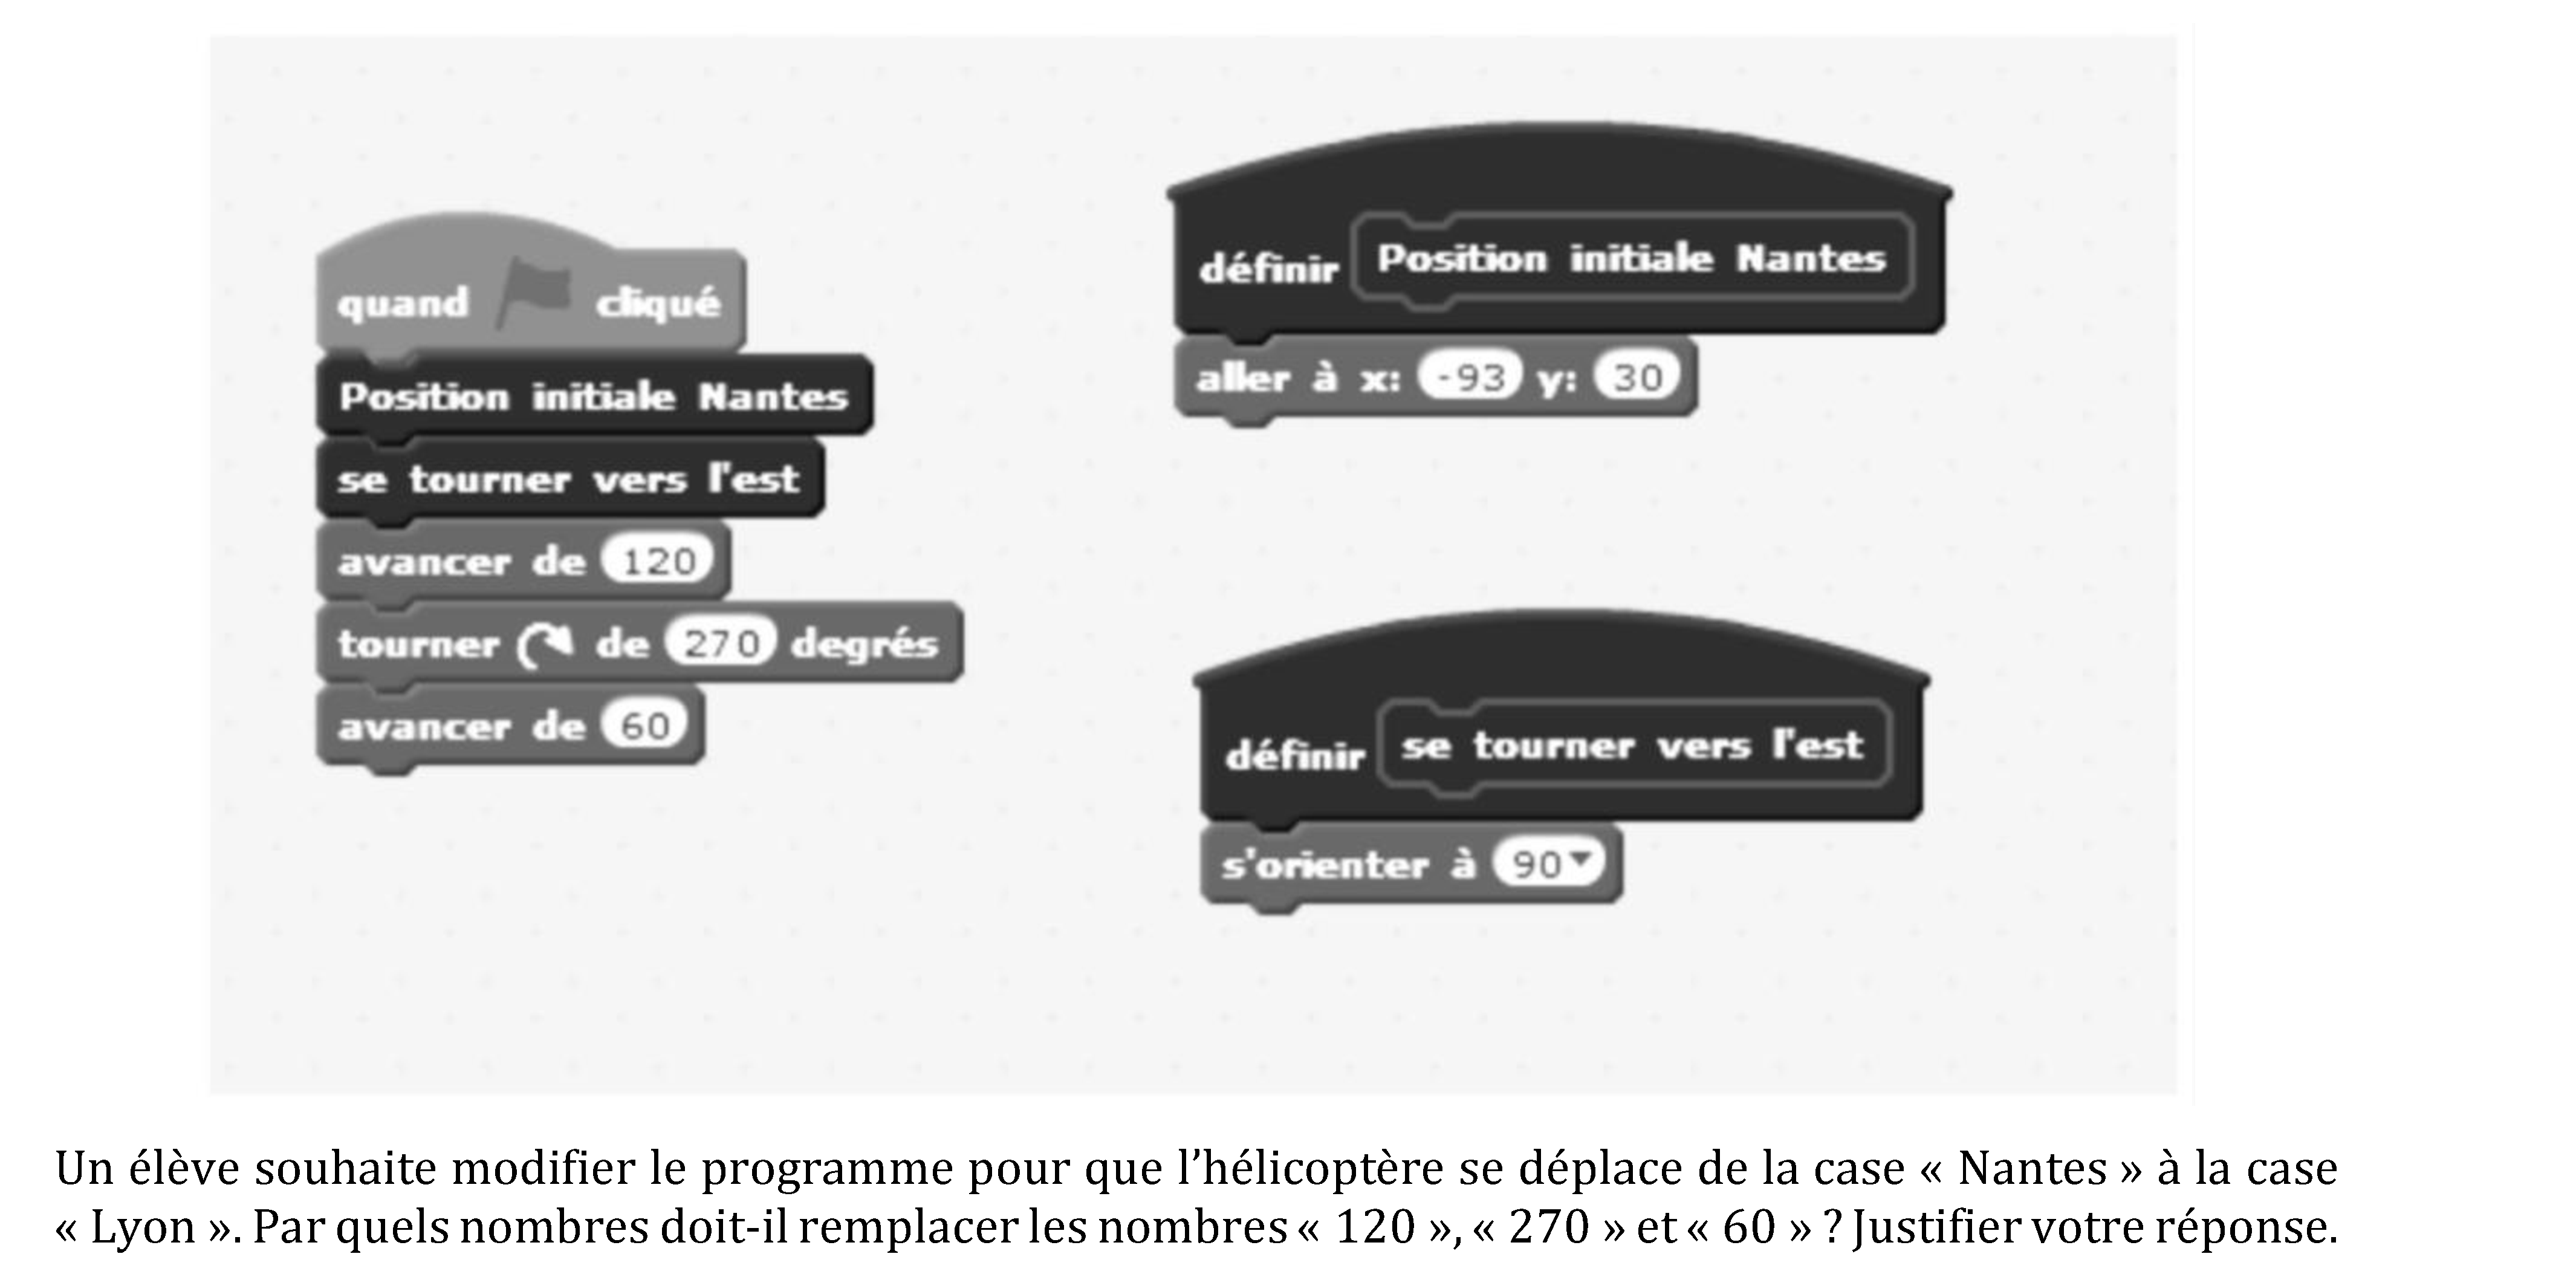 quand cliqué
Position initiale Nantes
se tourner vers l'est
avancer de 120
tourner de 270 degrés
avancer de 60
définir Position initiale Nantes
aller à x: -93 y: 30
définir se tourner vers l'est
s'orienter à 90
Un élève souhaite modifier le programme pour que l’hélicoptère se déplace de la case « Nantes » à la case
« Lyon ». Par quels nombres doit-il remplacer les nombres « 120 », « 270 » et « 60 » ? Justifier votre réponse.